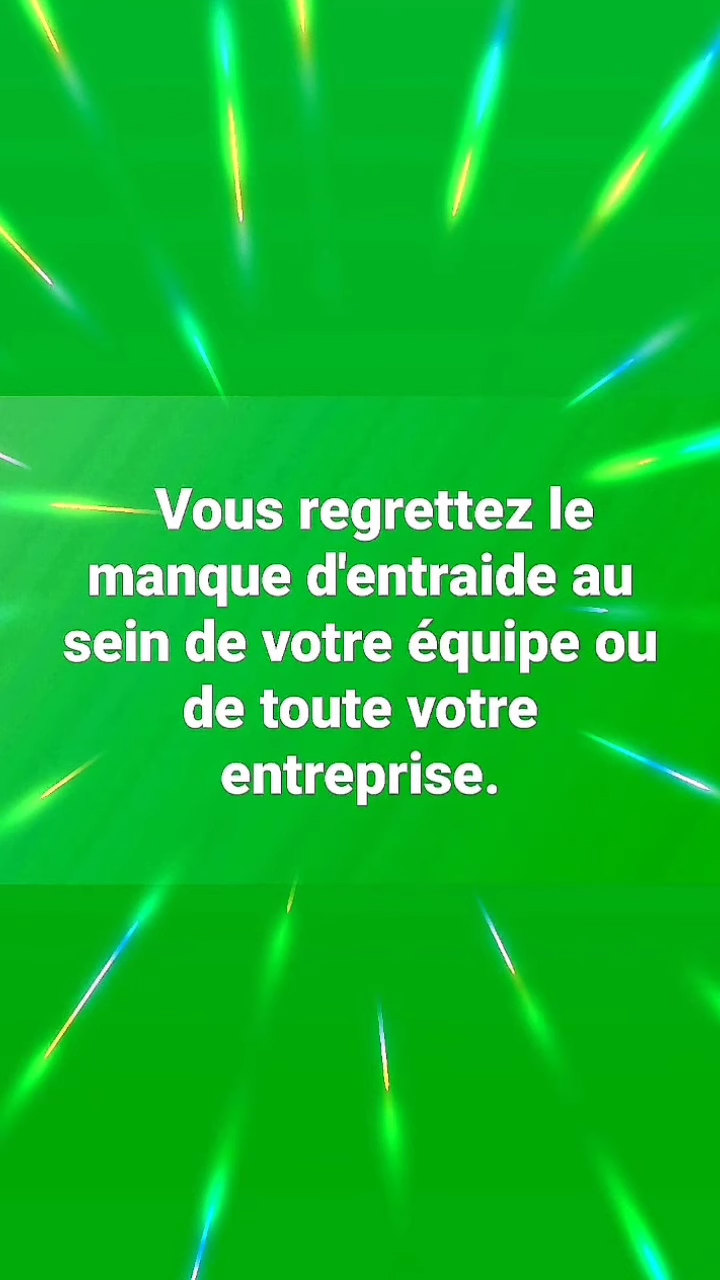 Vous regrettez le
manque d'entraide au
sein de votre équipe ou
de toute votre
entreprise.